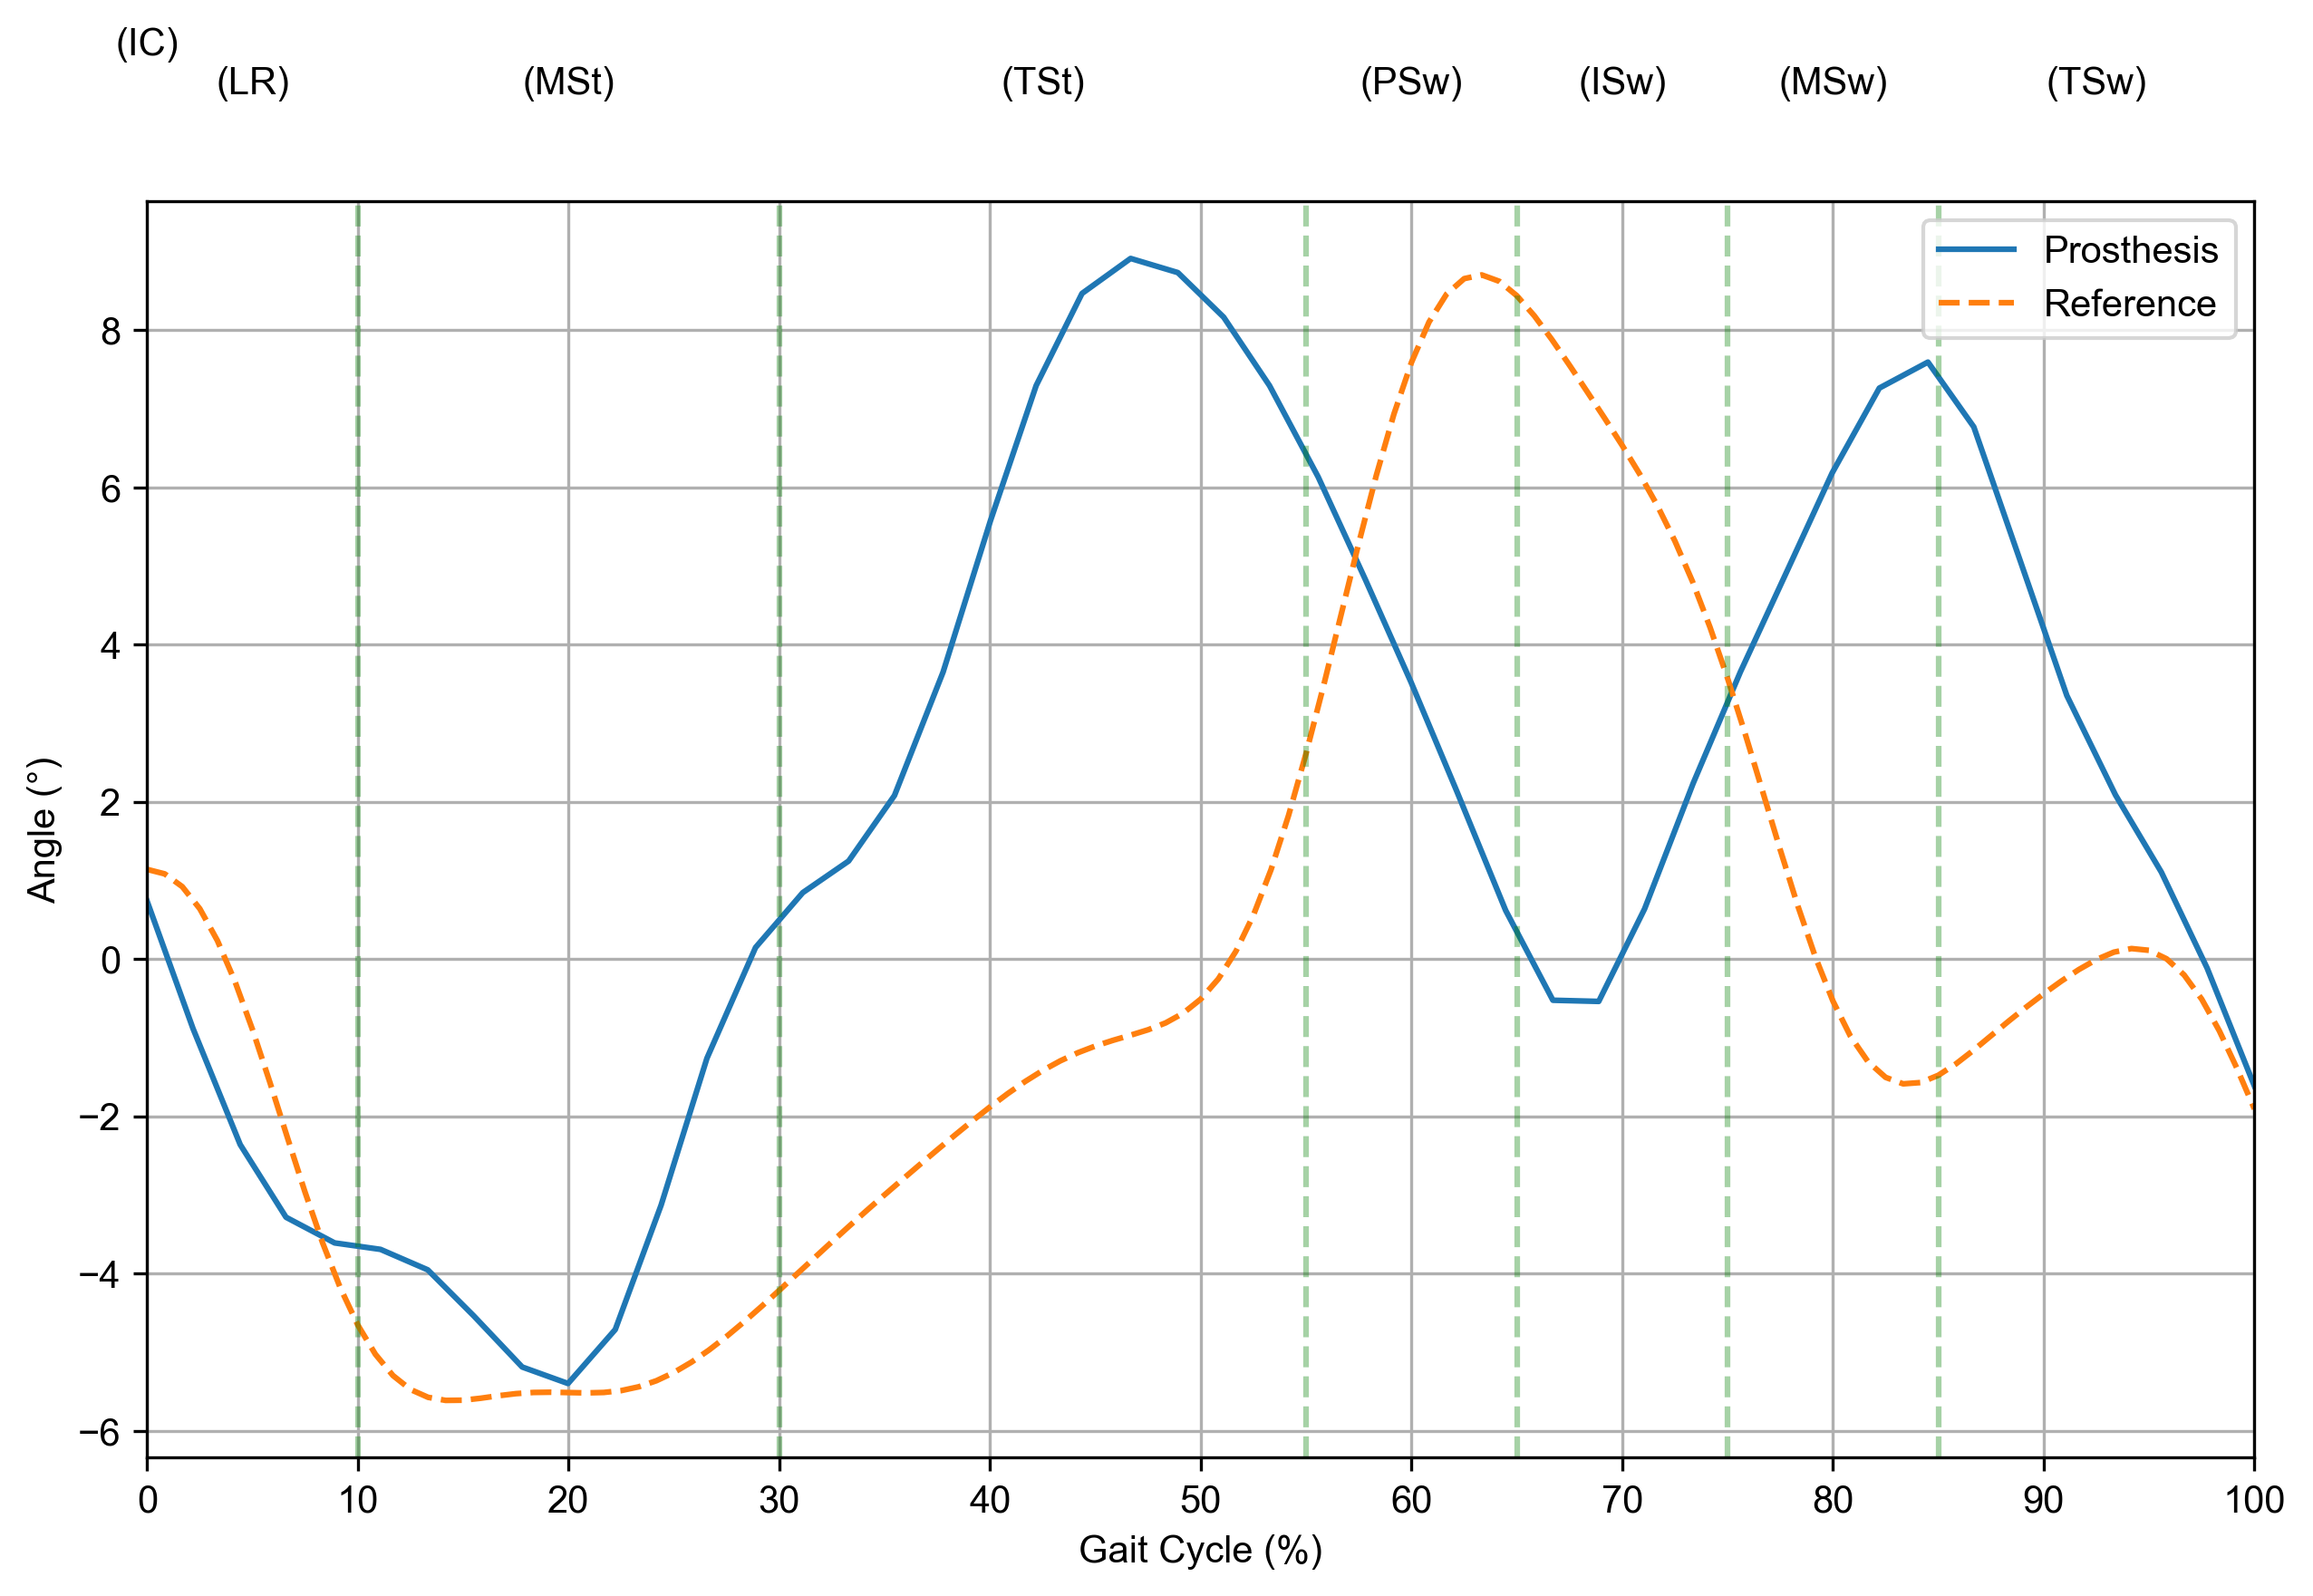 (IC)
(LR) (MSt) (TSt) (PSw) (ISw) (MSw) (TSw)
Prosthesis
Reference
8
6
4
2
0
−2
−4
−6
Angle (°)
0 10 20 30 40 50 60 70 80 90 100
Gait Cycle (%)